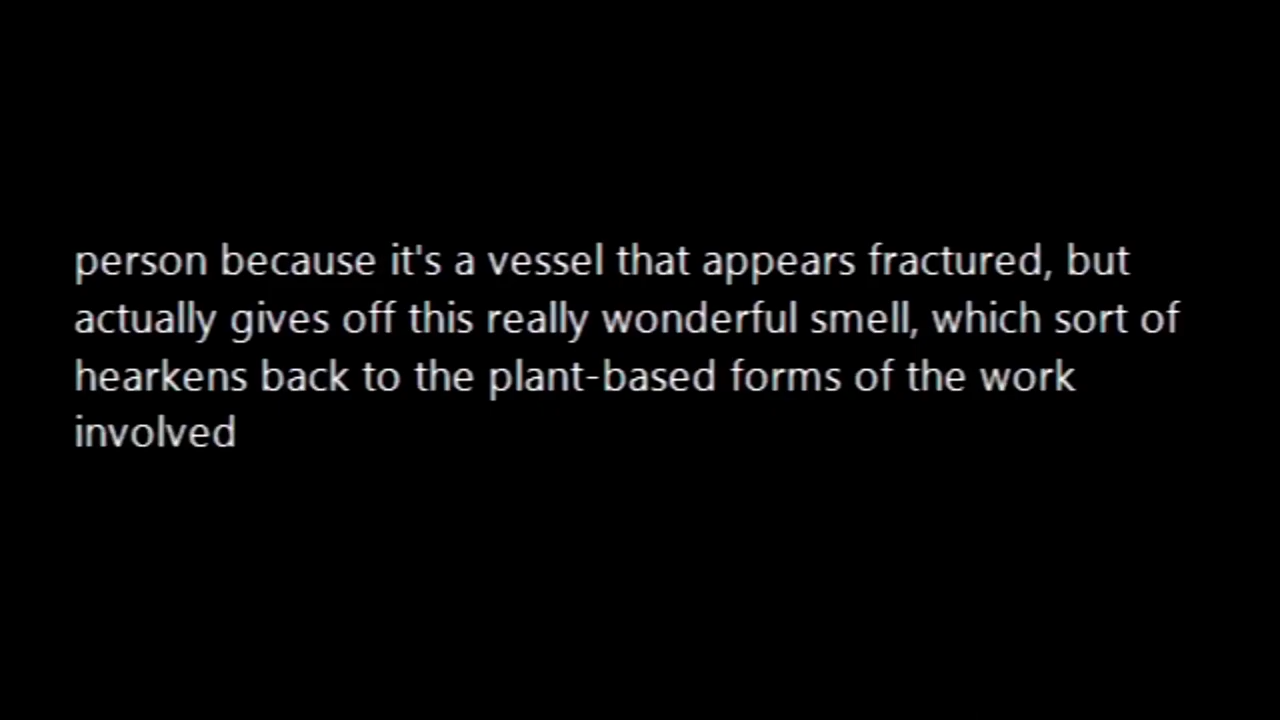 person because it's a vessel that appears fractured, but
actually gives off this really wonderful smell, which sort of
hearkens back to the plant-based forms of the work
involved